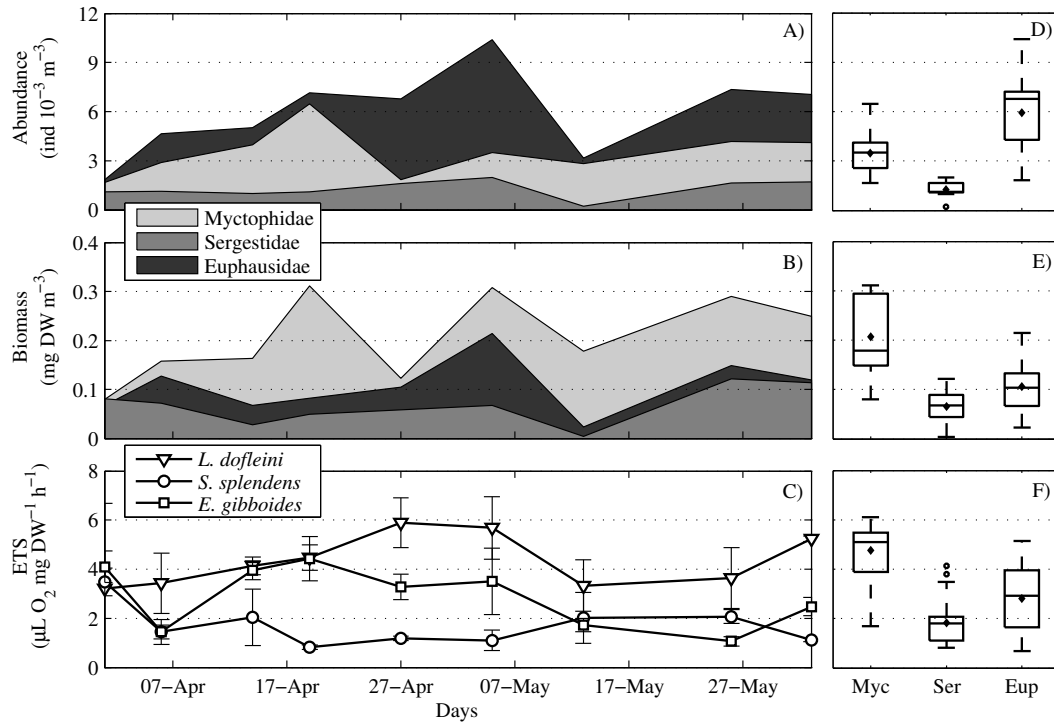 12
9
6
3
0
Abundance
(ind 10⁻³ m⁻³)
A)
D)
Myctophidae
Sergestidae
Euphausidae
0.4
0.3
0.2
0.1
0
Biomass
(mg DW m⁻³)
B)
E)
L. dofleini
S. splendens
E. gibboides
8
6
4
2
0
ETS
(µL O₂ mg DW⁻¹ h⁻¹)
C)
F)
07–Apr 17–Apr 27–Apr 07–May 17–May 27–May
Days
Myc Ser Eup